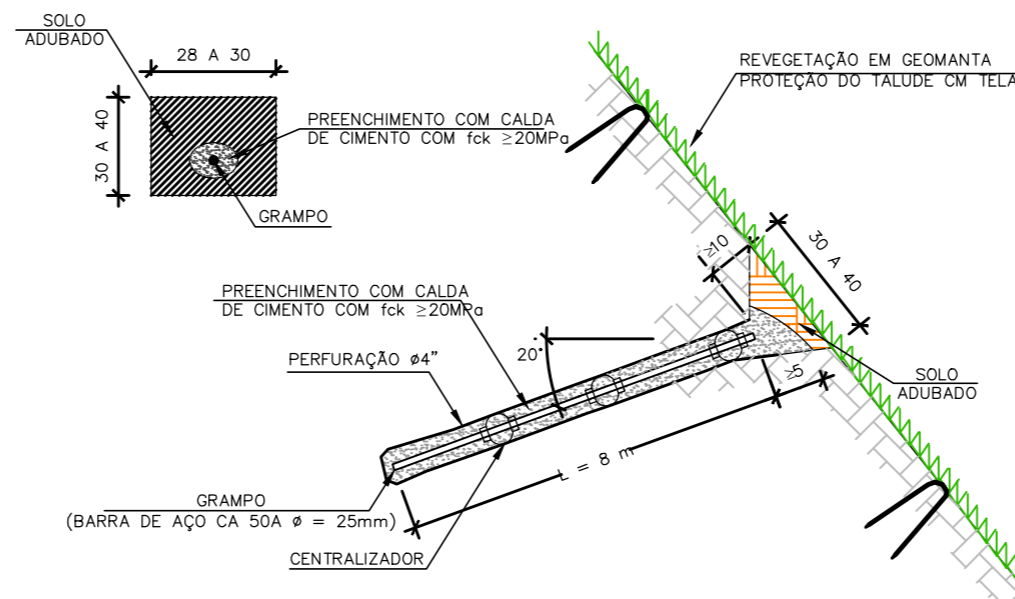 SOLO
ADUBADO
28 A 30
30 A 40
PREENCHIMENTO COM CALDA
DE CIMENTO COM fck ≥20MPa
GRAMPO
REVEGETAÇÃO EM GEOMANTA
PROTEÇÃO DO TALUDE CM TELA
≥10
30 A 40
PREENCHIMENTO COM CALDA
DE CIMENTO COM fck ≥20MPa
20°
PERFURAÇÃO ø4"
SOLO
ADUBADO
L = 8 m
GRAMPO
(BARRA DE AÇO CA 50A ø = 25mm)
CENTRALIZADOR